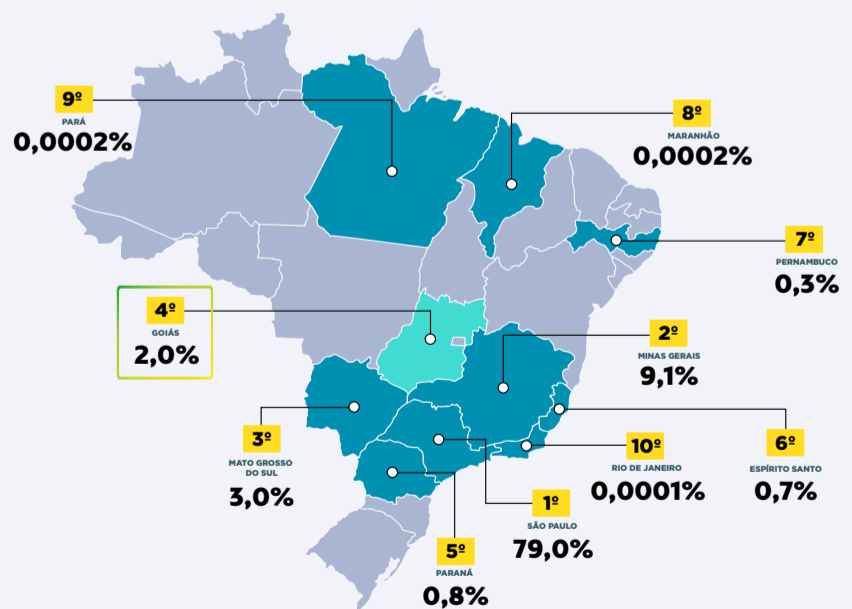 9º
PARÁ
0,0002%
8º
MARANHÃO
0,0002%
7º
PERNAMBUCO
0,3%
4º
GOIÁS
2,0%
2º
MINAS GERAIS
9,1%
3º
MATO GROSSO
DO SUL
3,0%
10º
RIO DE JANEIRO
0,0001%
6º
ESPÍRITO SANTO
0,7%
1º
SÃO PAULO
79,0%
5º
PARANÁ
0,8%